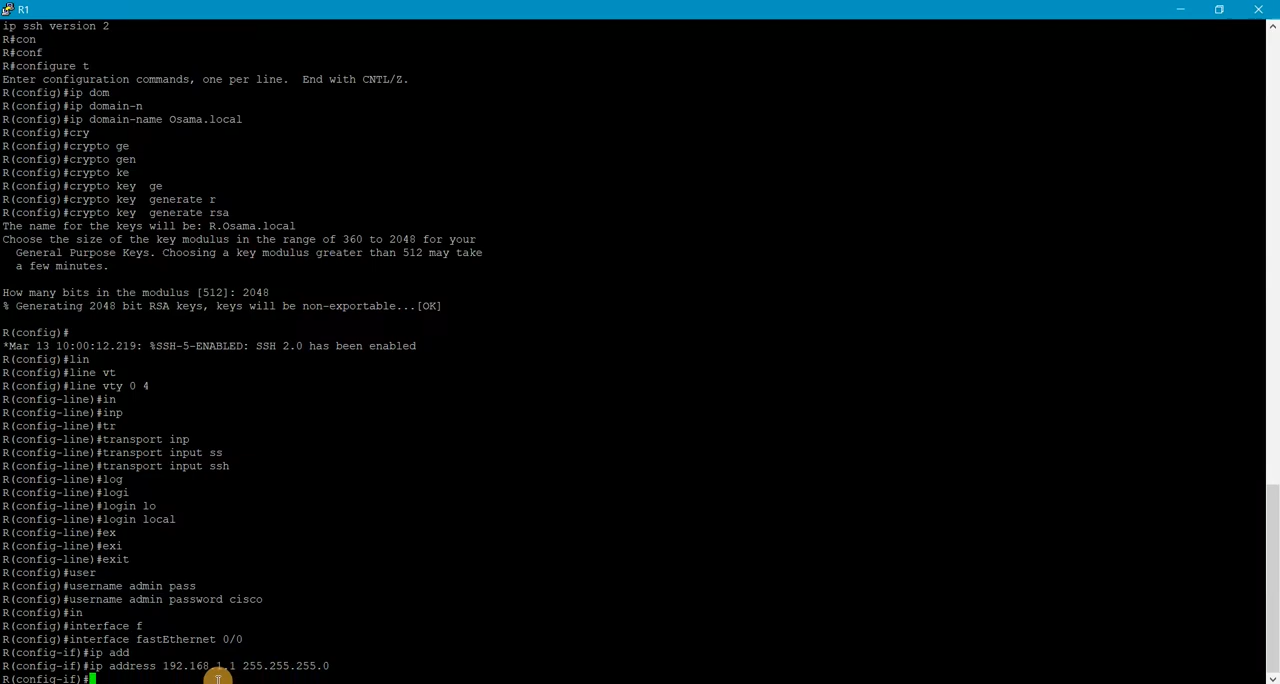 R1
ip ssh version 2
R#con
R#conf
R#configure t
Enter configuration commands, one per line.  End with CNTL/Z.
R(config)#ip dom
R(config)#ip domain-n
R(config)#ip domain-name Osama.local
R(config)#cry
R(config)#crypto ge
R(config)#crypto gen
R(config)#crypto ke
R(config)#crypto key  ge
R(config)#crypto key  generate r
R(config)#crypto key  generate rsa
The name for the keys will be: R.Osama.local
Choose the size of the key modulus in the range of 360 to 2048 for your
  General Purpose Keys. Choosing a key modulus greater than 512 may take
  a few minutes.
How many bits in the modulus [512]: 2048
% Generating 2048 bit RSA keys, keys will be non-exportable...[OK]
R(config)#
*Mar 13 10:00:12.219: %SSH-5-ENABLED: SSH 2.0 has been enabled
R(config)#lin
R(config)#line vt
R(config)#line vty 0 4
R(config-line)#in
R(config-line)#inp
R(config-line)#tr
R(config-line)#transport inp
R(config-line)#transport input ss
R(config-line)#transport input ssh
R(config-line)#log
R(config-line)#logi
R(config-line)#login lo
R(config-line)#login local
R(config-line)#ex
R(config-line)#exi
R(config-line)#exit
R(config)#user
R(config)#username admin pass
R(config)#username admin password cisco
R(config)#in
R(config)#interface f
R(config)#interface fastEthernet 0/0
R(config-if)#ip add
R(config-if)#ip address 192.168.1.1 255.255.255.0
R(config-if)#